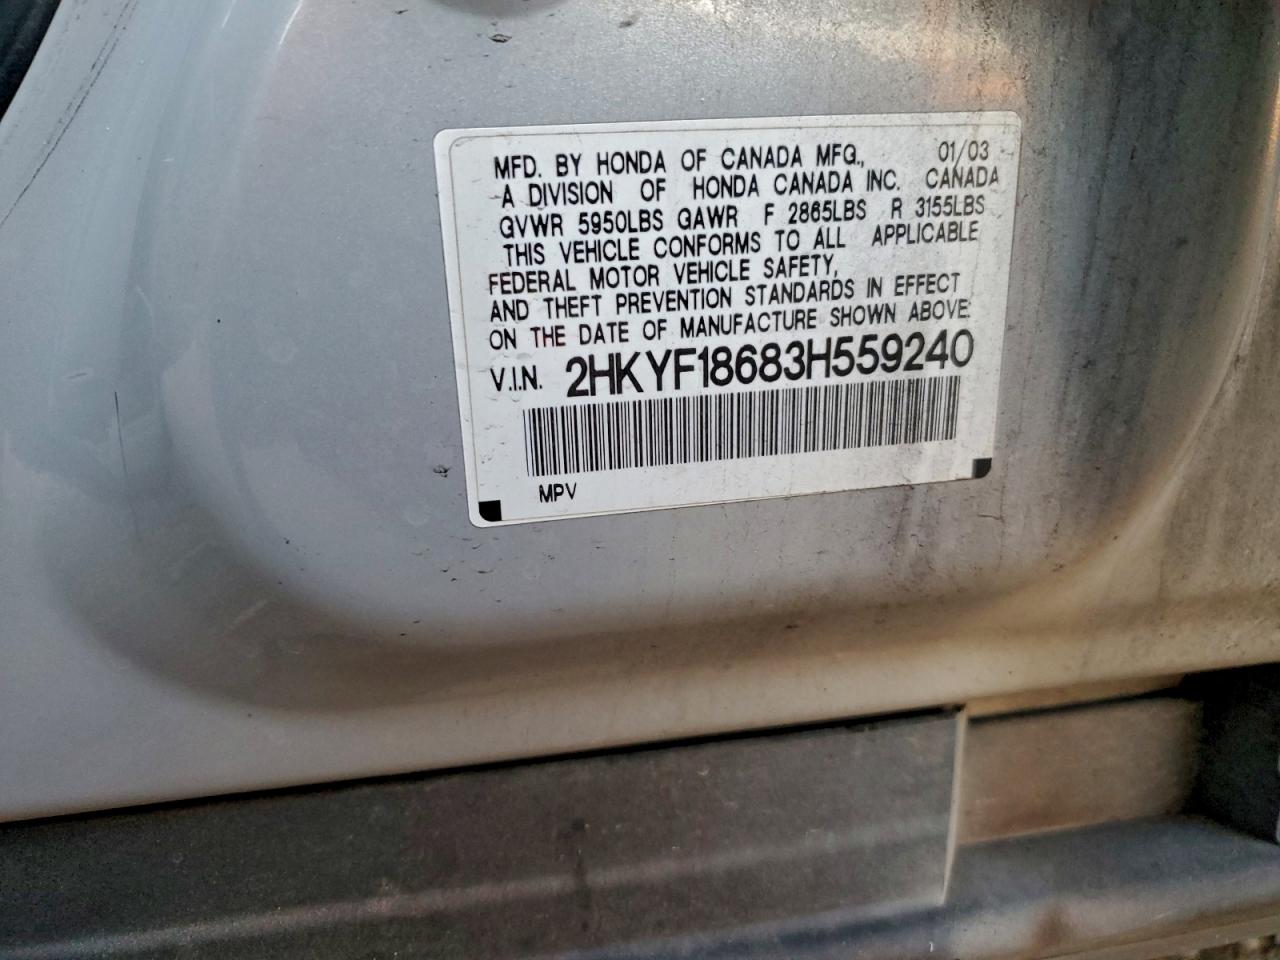 MFD. BY HONDA OF CANADA MFG., 01/03
A DIVISION OF HONDA CANADA INC. CANADA
GVWR 5950LBS GAWR F 2865LBS R 3155LBS
THIS VEHICLE CONFORMS TO ALL APPLICABLE
FEDERAL MOTOR VEHICLE SAFETY,
AND THEFT PREVENTION STANDARDS IN EFFECT
ON THE DATE OF MANUFACTURE SHOWN ABOVE:
V.I.N. 2HKYF18683H559240
MPV